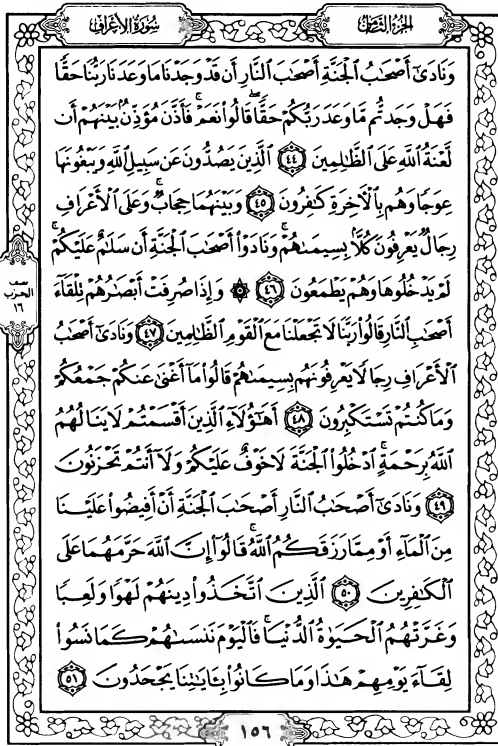 سورة الأعراف
الجزء الثامن
وَنَادَىٰٓ أَصْحَٰبُ ٱلْجَنَّةِ أَصْحَٰبَ ٱلنَّارِ أَن قَدْ وَجَدْنَا مَا وَعَدَنَا رَبُّنَا حَقًّا
فَهَلْ وَجَدتُّم مَّا وَعَدَ رَبُّكُمْ حَقًّا ۖ قَالُوا۟ نَعَمْ ۚ فَأَذَّنَ مُؤَذِّنٌۢ بَيْنَهُمْ أَن
لَّعْنَةُ ٱللَّهِ عَلَى ٱلظَّٰلِمِينَ ٤٤ ٱلَّذِينَ يَصُدُّونَ عَن سَبِيلِ ٱللَّهِ وَيَبْغُونَهَا
عِوَجًا وَهُم بِٱلْءَاخِرَةِ كَٰفِرُونَ ٤٥ وَبَيْنَهُمَا حِجَابٌ ۚ وَعَلَى ٱلْأَعْرَافِ
رِجَالٌ يَعْرِفُونَ كُلًّۢا بِسِيمَىٰهُمْ ۚ وَنَادَوْا۟ أَصْحَٰبَ ٱلْجَنَّةِ أَن سَلَٰمٌ عَلَيْكُمْ ۚ
لَمْ يَدْخُلُوهَا وَهُمْ يَطْمَعُونَ ٤٦ ۞ وَإِذَا صُرِفَتْ أَبْصَٰرُهُمْ تِلْقَآءَ
أَصْحَٰبِ ٱلنَّارِ قَالُوا۟ رَبَّنَا لَا تَجْعَلْنَا مَعَ ٱلْقَوْمِ ٱلظَّٰلِمِينَ ٤٧ وَنَادَىٰٓ أَصْحَٰبُ
ٱلْأَعْرَافِ رِجَالًا يَعْرِفُونَهُم بِسِيمَىٰهُمْ قَالُوا۟ مَآ أَغْنَىٰ عَنكُمْ جَمْعُكُمْ
وَمَا كُنتُمْ تَسْتَكْبِرُونَ ٤٨ أَهَٰٓؤُلَآءِ ٱلَّذِينَ أَقْسَمْتُمْ لَا يَنَالُهُمُ
ٱللَّهُ بِرَحْمَةٍ ۚ ٱدْخُلُوا۟ ٱلْجَنَّةَ لَا خَوْفٌ عَلَيْكُمْ وَلَآ أَنتُمْ تَحْزَنُونَ
٤٩ وَنَادَىٰٓ أَصْحَٰبُ ٱلنَّارِ أَصْحَٰبَ ٱلْجَنَّةِ أَنْ أَفِيضُوا۟ عَلَيْنَا
مِنَ ٱلْمَآءِ أَوْ مِمَّا رَزَقَكُمُ ٱللَّهُ ۚ قَالُوٓا۟ إِنَّ ٱللَّهَ حَرَّمَهُمَا عَلَى
ٱلْكَٰفِرِينَ ٥٠ ٱلَّذِينَ ٱتَّخَذُوا۟ دِينَهُمْ لَهْوًا وَلَعِبًا
وَغَرَّتْهُمُ ٱلْحَيَوٰةُ ٱلدُّنْيَا ۚ فَٱلْيَوْمَ نَنسَىٰهُمْ كَمَا نَسُوا۟
لِقَآءَ يَوْمِهِمْ هَٰذَا وَمَا كَانُوا۟ بِـَٔايَٰتِنَا يَجْحَدُونَ ٥١
نصف
الحزب
١٦
١٥٦